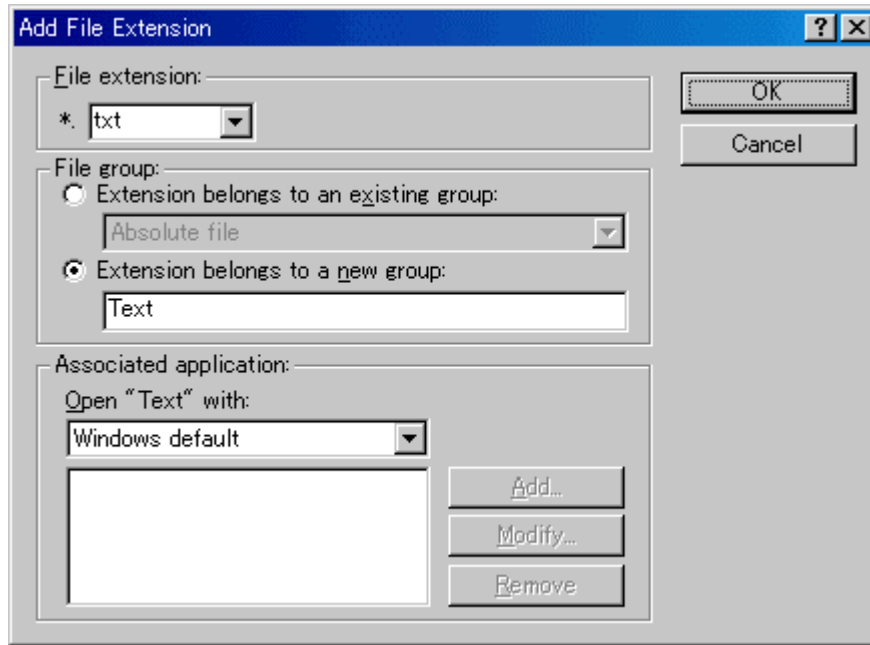 Add File Extension
File extension:
*. txt
OK
Cancel
File group:
Extension belongs to an existing group:
Absolute file
Extension belongs to a new group:
Text
Associated application:
Open "Text" with:
Windows default
Add...
Modify...
Remove